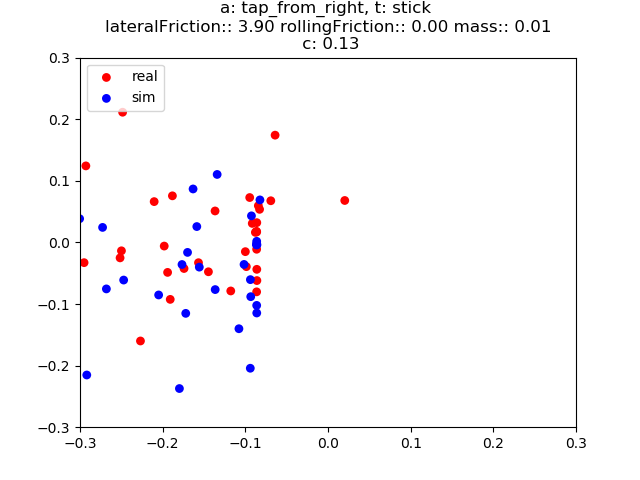 a: tap_from_right, t: stick
lateralFriction:: 3.90 rollingFriction:: 0.00 mass:: 0.01
c: 0.13
real
sim
0.3
0.2
0.1
0.0
−0.1
−0.2
−0.3
−0.3
−0.2
−0.1
0.0
0.1
0.2
0.3